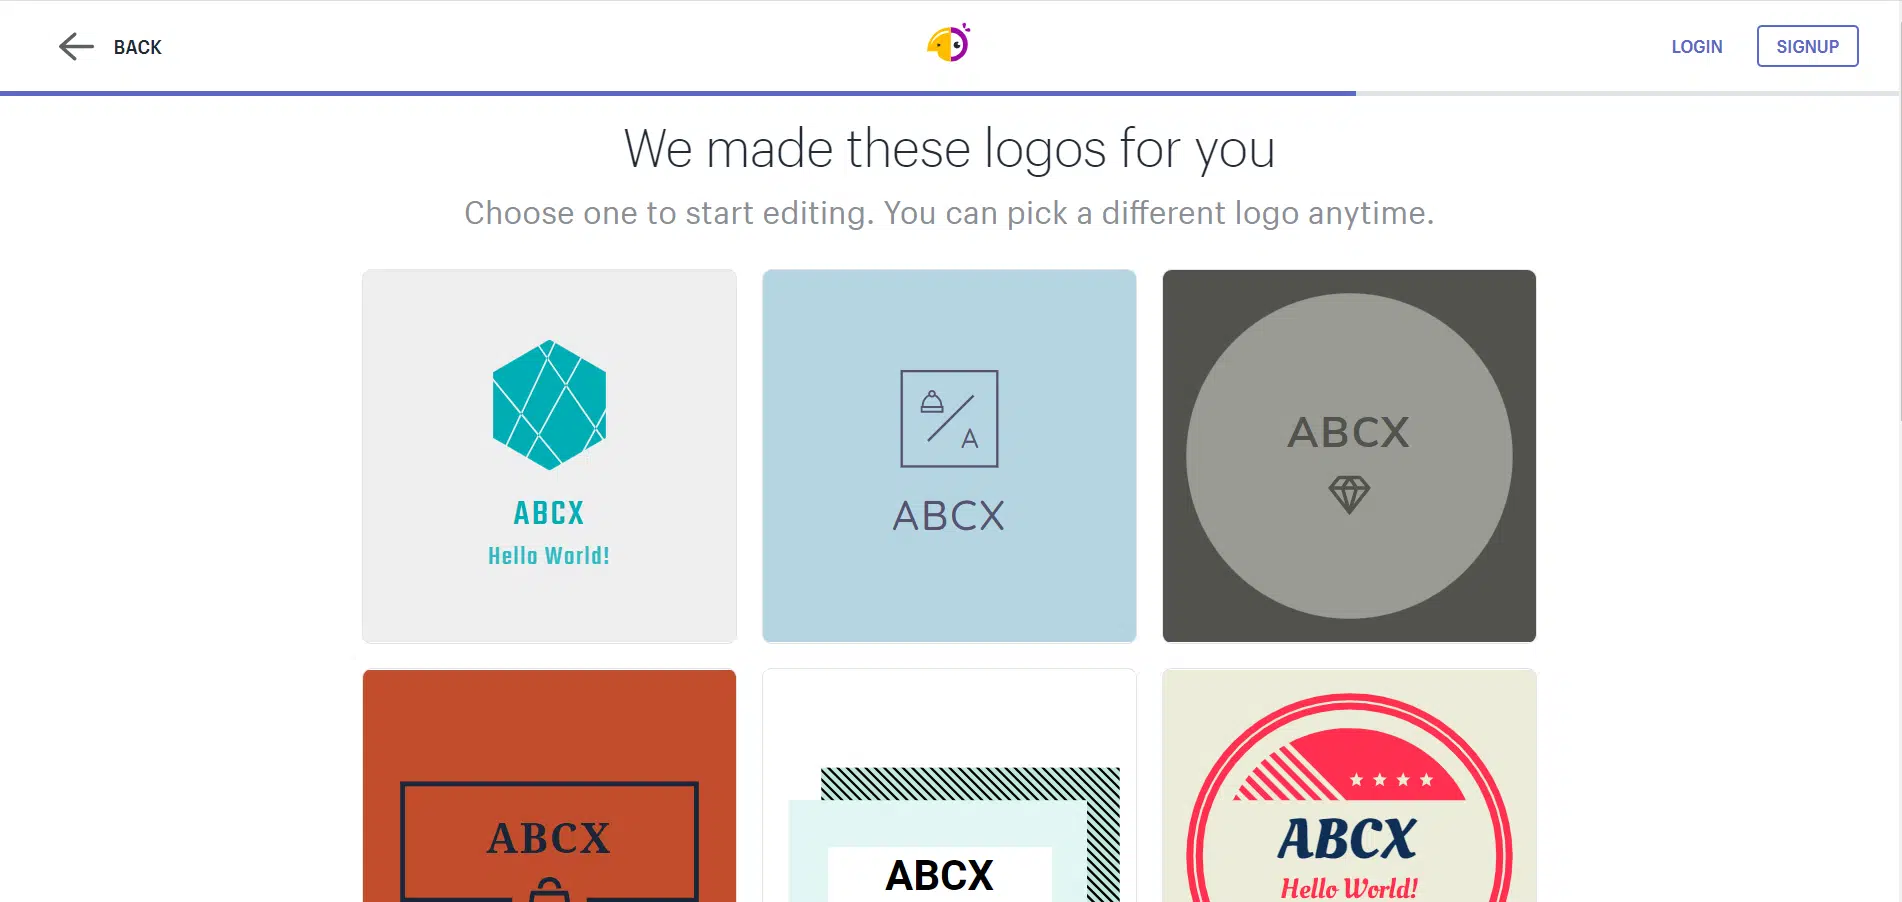 BACK
LOGIN
SIGNUP
We made these logos for you
Choose one to start editing. You can pick a different logo anytime.
ABCX
Hello World!
A
ABCX
ABCX
ABCX
ABCX
ABCX
Hello World!